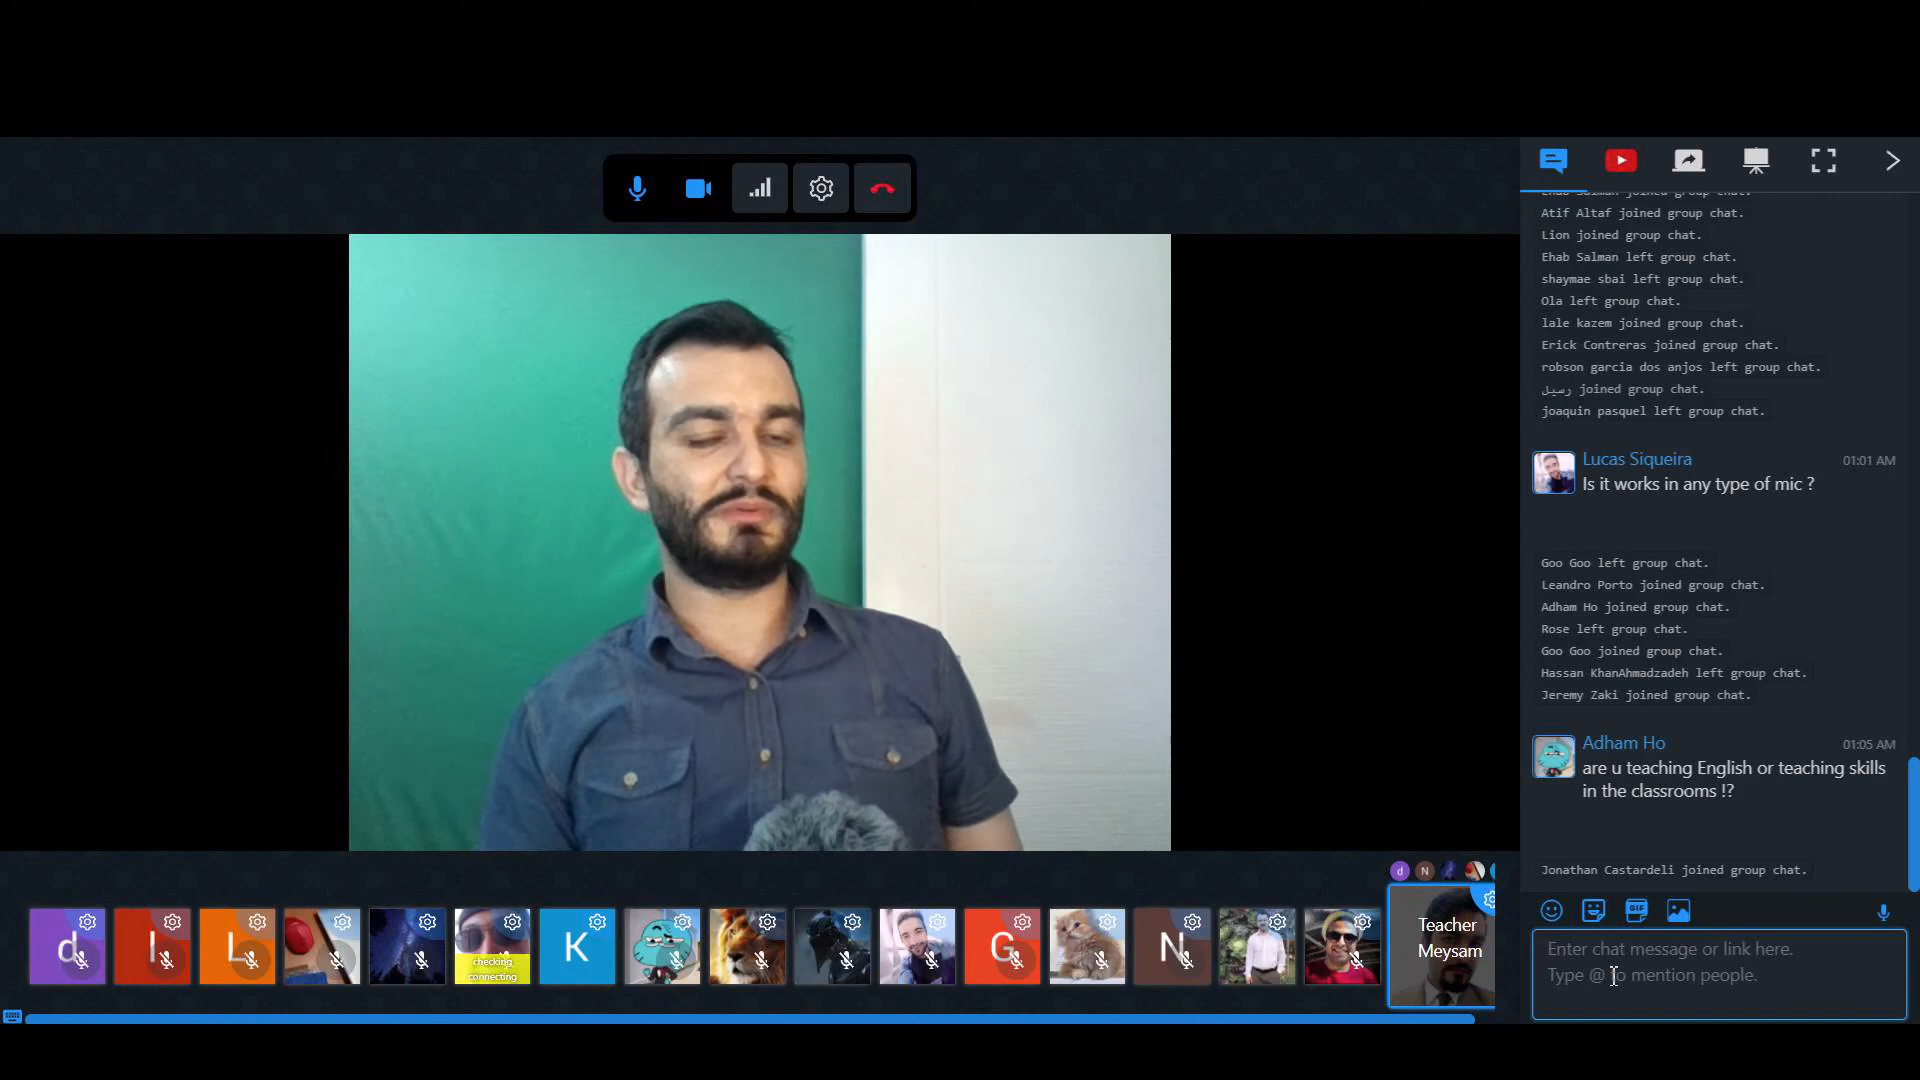 Atif Altaf joined group chat.
Lion joined group chat.
Ehab Salman left group chat.
shaymae sbai left group chat.
Ola left group chat.
lale kazem joined group chat.
Erick Contreras joined group chat.
robson garcia dos anjos left group chat.
رسيل joined group chat.
joaquin pasquel left group chat.
Lucas Siqueira 01:01 AM
Is it works in any type of mic ?
Goo Goo left group chat.
Leandro Porto joined group chat.
Adham Ho joined group chat.
Rose left group chat.
Goo Goo joined group chat.
Hassan KhanAhmadzadeh left group chat.
Jeremy Zaki joined group chat.
Adham Ho 01:05 AM
are u teaching English or teaching skills
in the classrooms !?
Jonathan Castardeli joined group chat.
GIF
Enter chat message or link here.
Type @ to mention people.
d N
d I L K G N
checking
connecting
Teacher
Meysam